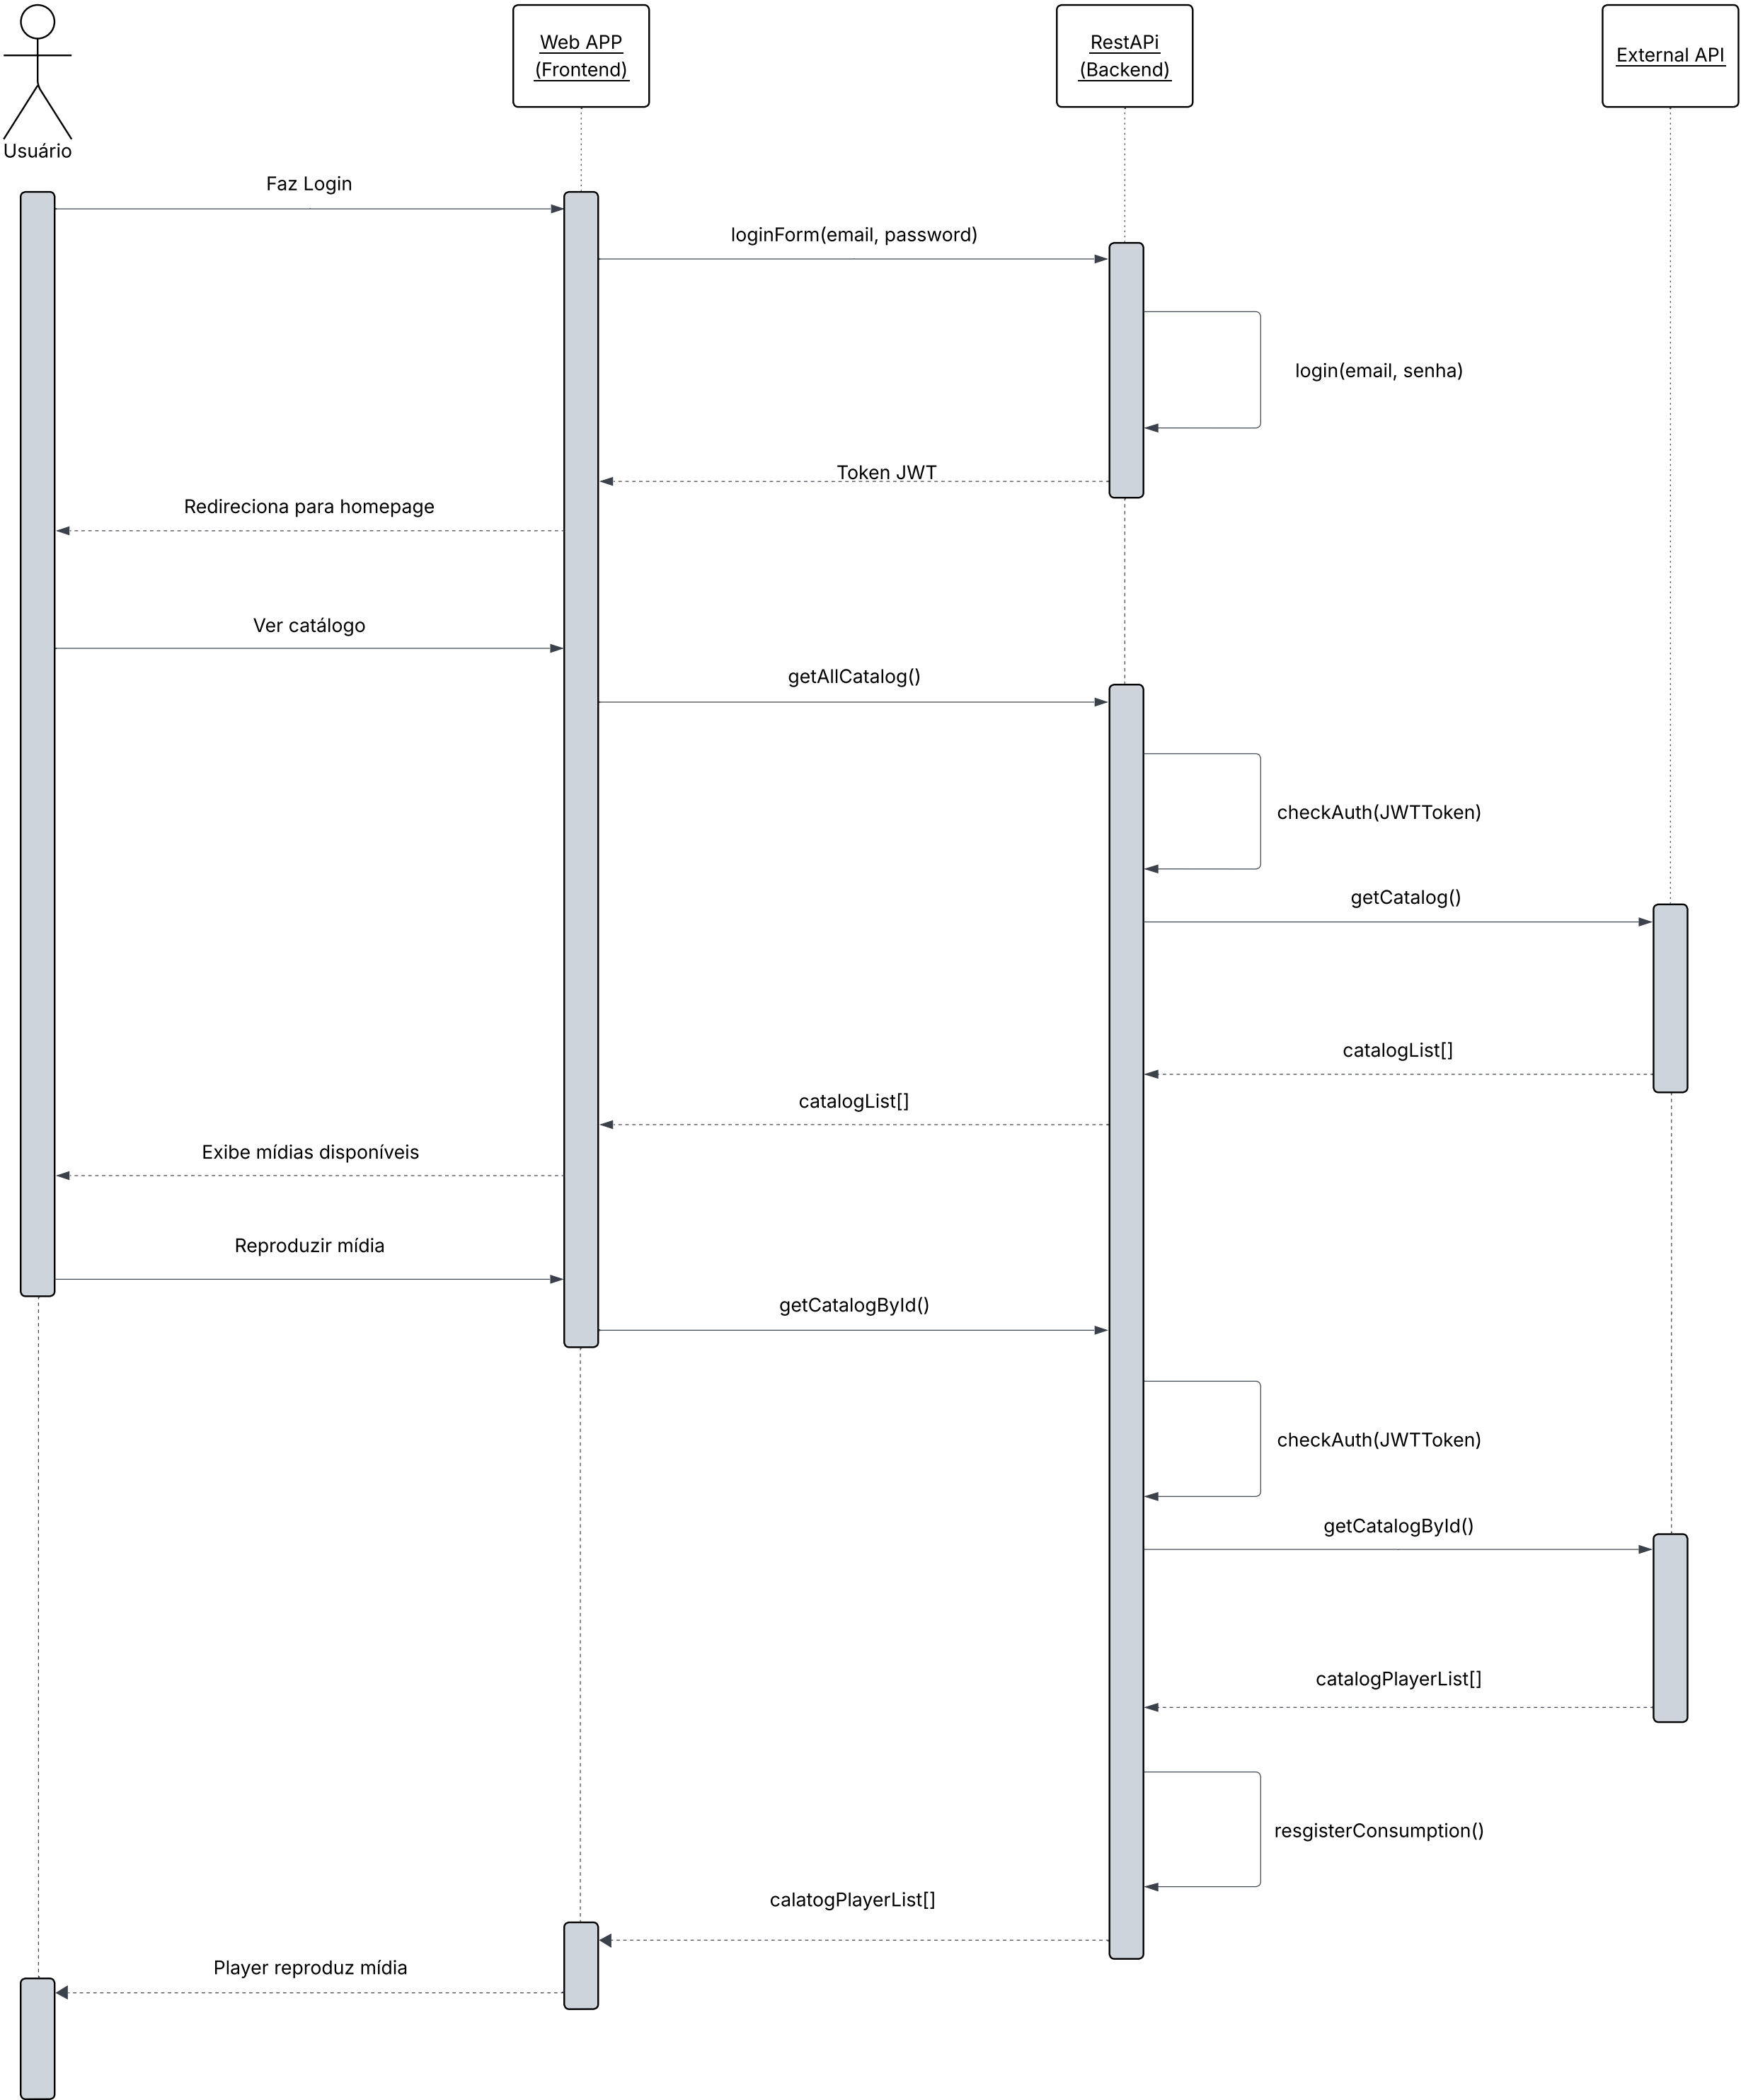 Usuário
Web APP
(Frontend)
RestAPi
(Backend)
External API
Faz Login
loginForm(email, password)
login(email, senha)
Token JWT
Redireciona para homepage
Ver catálogo
getAllCatalog()
checkAuth(JWTToken)
getCatalog()
catalogList[]
catalogList[]
Exibe mídias disponíveis
Reproduzir mídia
getCatalogById()
checkAuth(JWTToken)
getCatalogById()
catalogPlayerList[]
resgisterConsumption()
calatogPlayerList[]
Player reproduz mídia